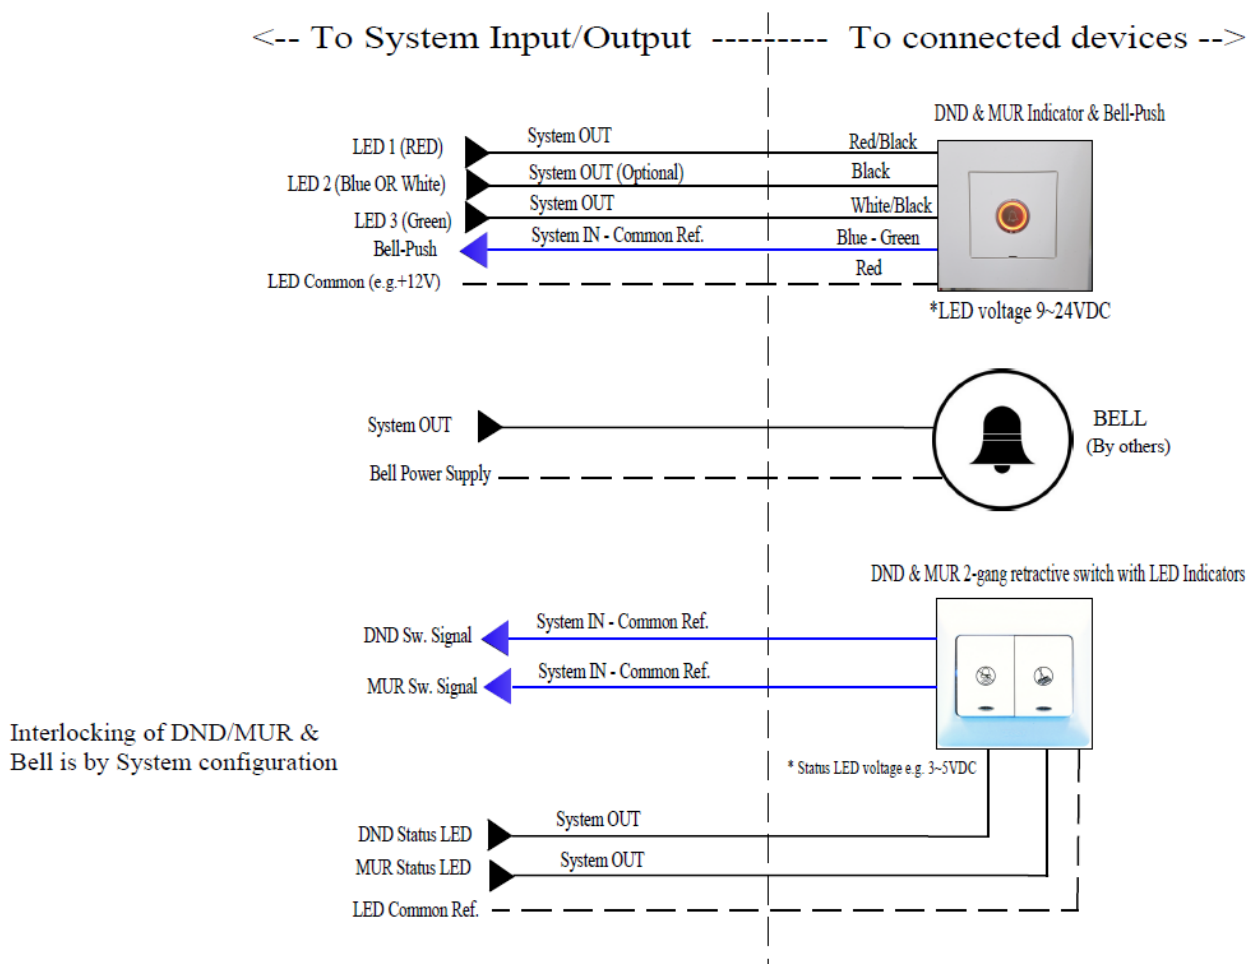 <-- To System Input/Output --------- To connected devices -->
DND & MUR Indicator & Bell-Push
LED 1 (RED) System OUT Red/Black
LED 2 (Blue OR White) System OUT (Optional) Black
LED 3 (Green) System OUT White/Black
Bell-Push System IN - Common Ref. Blue - Green
LED Common (e.g.+12V) Red
*LED voltage 9~24VDC
System OUT
BELL
(By others)
Bell Power Supply
DND & MUR 2-gang retractive switch with LED Indicators
DND Sw. Signal System IN - Common Ref.
MUR Sw. Signal System IN - Common Ref.
Interlocking of DND/MUR &
Bell is by System configuration
* Status LED voltage e.g. 3~5VDC
DND Status LED System OUT
MUR Status LED System OUT
LED Common Ref.